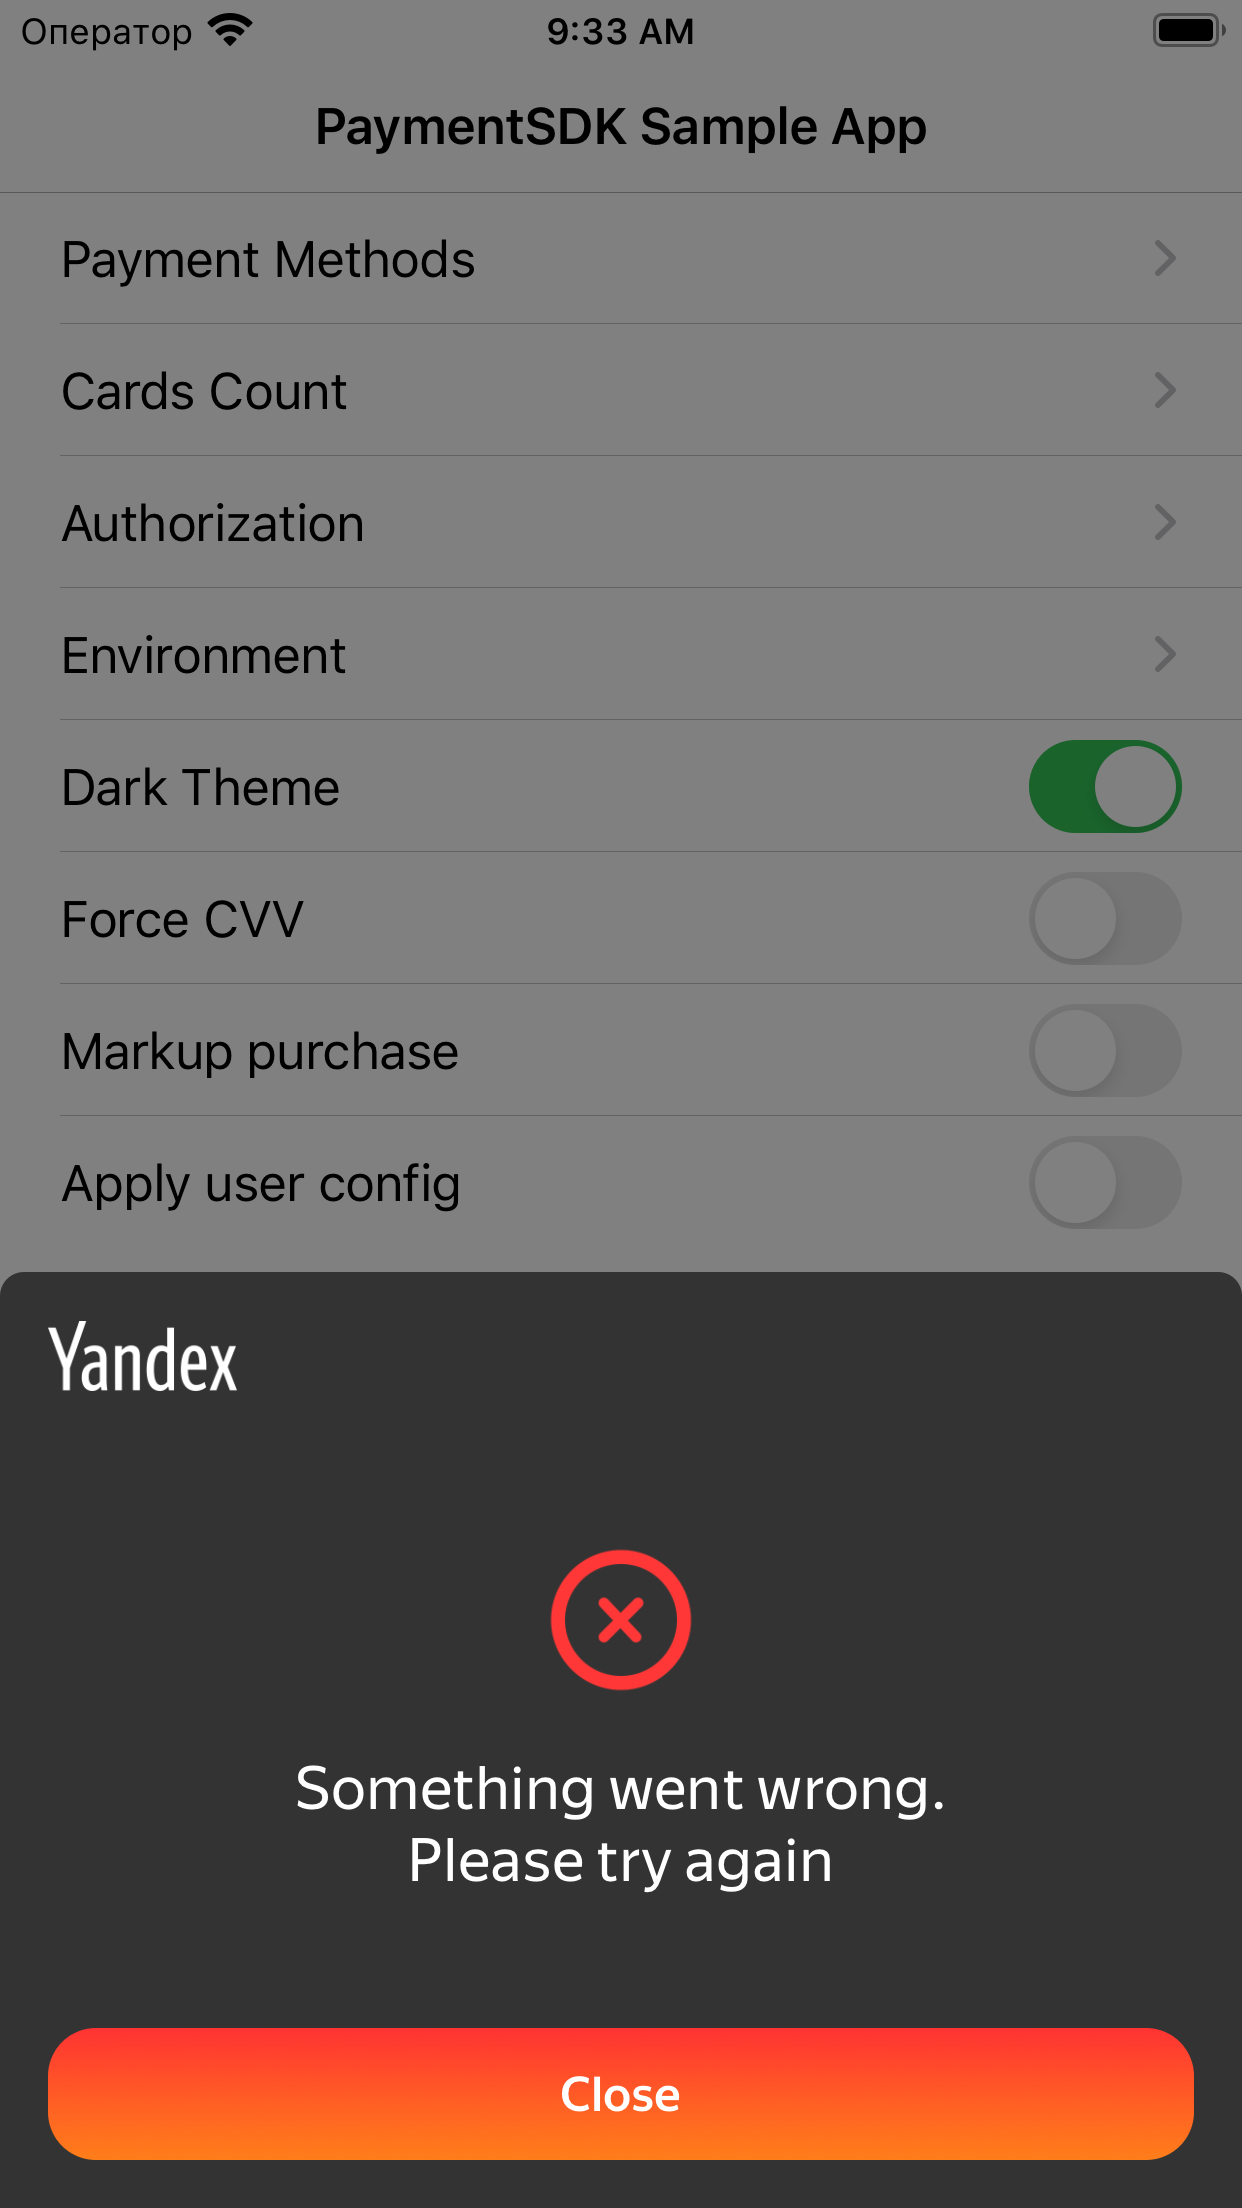 Оператор 9:33 AM
PaymentSDK Sample App
Payment Methods
Cards Count
Authorization
Environment
Dark Theme
Force CVV
Markup purchase
Apply user config
Yandex
Something went wrong.
Please try again
Close